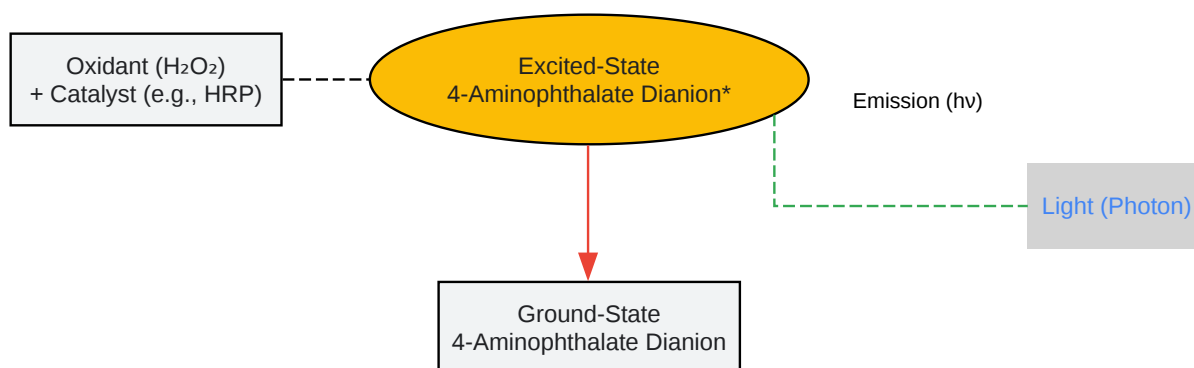 Oxidant (H₂O₂)
+ Catalyst (e.g., HRP)
Excited-State
4-Aminophthalate Dianion*
Emission (hν)
Light (Photon)
Ground-State
4-Aminophthalate Dianion